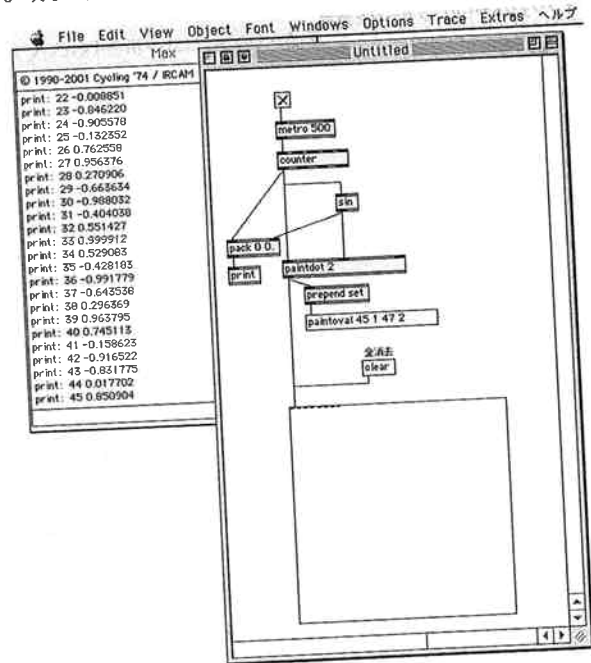 File Edit View Object Font Windows Options Trace Extras ヘルプ
Max
© 1990-2001 Cycling '74 / IRCAM
print: 22 -0.008851
print: 23 -0.846220
print: 24 -0.905578
print: 25 -0.132352
print: 26 0.762558
print: 27 0.956376
print: 28 0.270906
print: 29 -0.663634
print: 30 -0.988032
print: 31 -0.404038
print: 32 0.551427
print: 33 0.999912
print: 34 0.529083
print: 35 -0.428183
print: 36 -0.991779
print: 37 -0.643538
print: 38 0.296369
print: 39 0.963795
print: 40 0.745113
print: 41 -0.158623
print: 42 -0.916522
print: 43 -0.831775
print: 44 0.017702
print: 45 0.850904
Untitled
metro 500
counter
sin
pack 0 0.
print
paintdot 2
prepend set
paintoval 45 1 47 2
全消去
clear